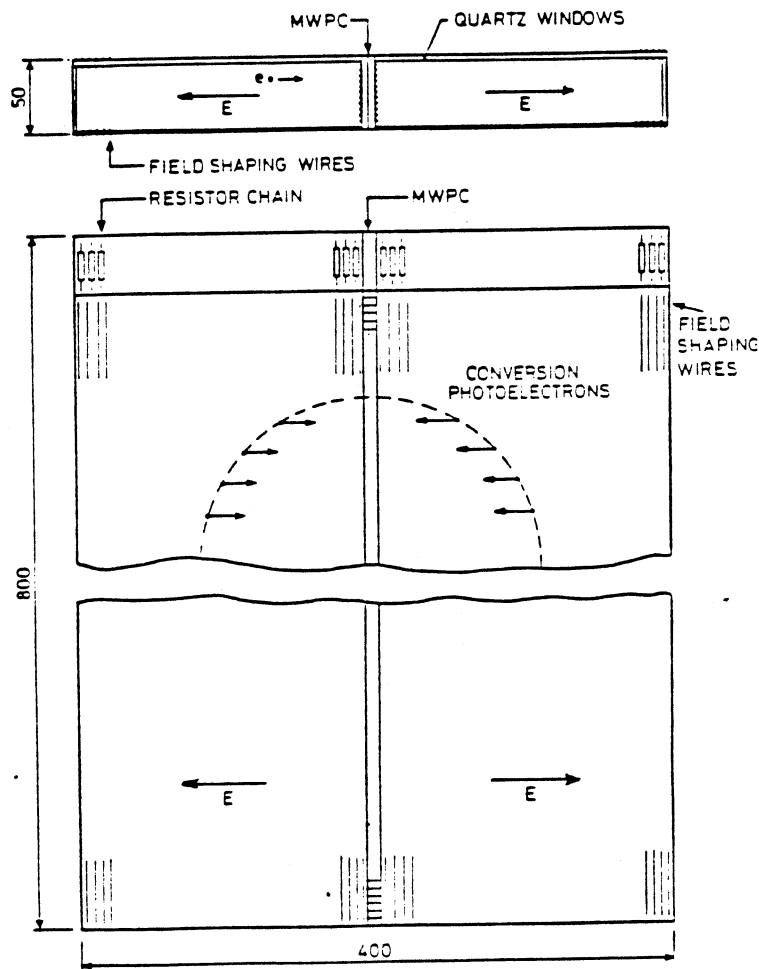 MWPC
QUARTZ WINDOWS
50
e
E
E
FIELD SHAPING WIRES
RESISTOR CHAIN
MWPC
FIELD
SHAPING
WIRES
CONVERSION
PHOTOELECTRONS
800
E
E
400